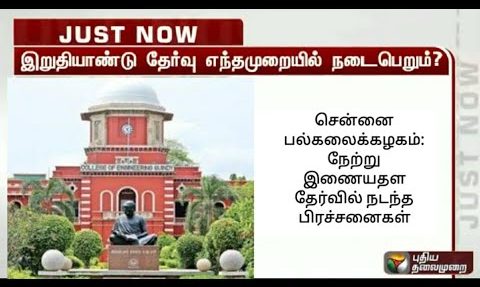 JUST NOW
இறுதியாண்டு தேர்வு எந்தமுறையில் நடைபெறும்?
COLLEGE OF ENGINEERING GUINDY
சென்னை
பல்கலைக்கழகம்:
நேற்று
இணையதள
தேர்வில் நடந்த
பிரச்சனைகள்
JUST NOW
புதிய
தலைமுறை